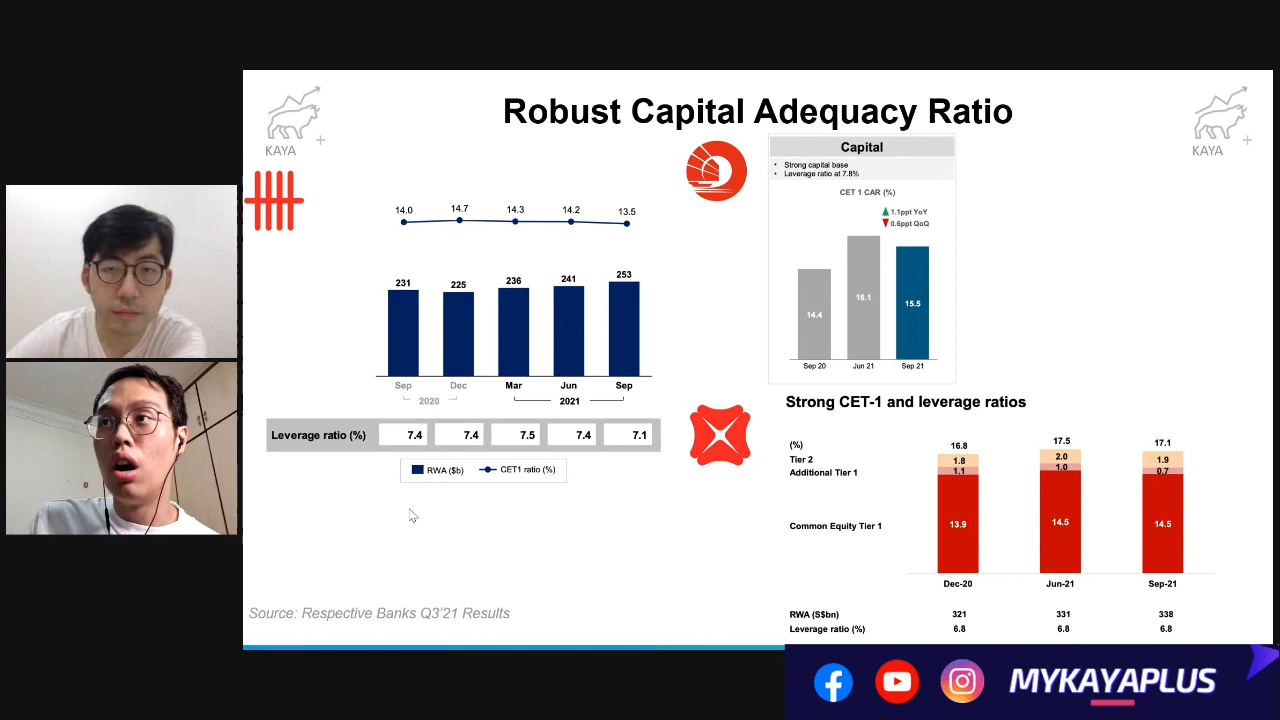 Robust Capital Adequacy Ratio
KAYA
+
KAYA
+
14.0 14.7 14.3 14.2 13.5
231 225 236 241 253
Sep Dec Mar Jun Sep
2020 2021
Leverage ratio (%) 7.4 7.4 7.5 7.4 7.1
RWA ($b) CET1 ratio (%)
Capital
• Strong capital base
• Leverage ratio at 7.8%
CET 1 CAR (%)
1.1ppt YoY
0.6ppt QoQ
14.4 16.1 15.5
Sep 20 Jun 21 Sep 21
Strong CET-1 and leverage ratios
(%) 16.8 17.5 17.1
Tier 2 1.8 2.0 1.9
Additional Tier 1 1.1 1.0 0.7
Common Equity Tier 1 13.9 14.5 14.5
Dec-20 Jun-21 Sep-21
RWA (S$bn) 321 331 338
Leverage ratio (%) 6.8 6.8 6.8
Source: Respective Banks Q3'21 Results
MYKAYAPLUS